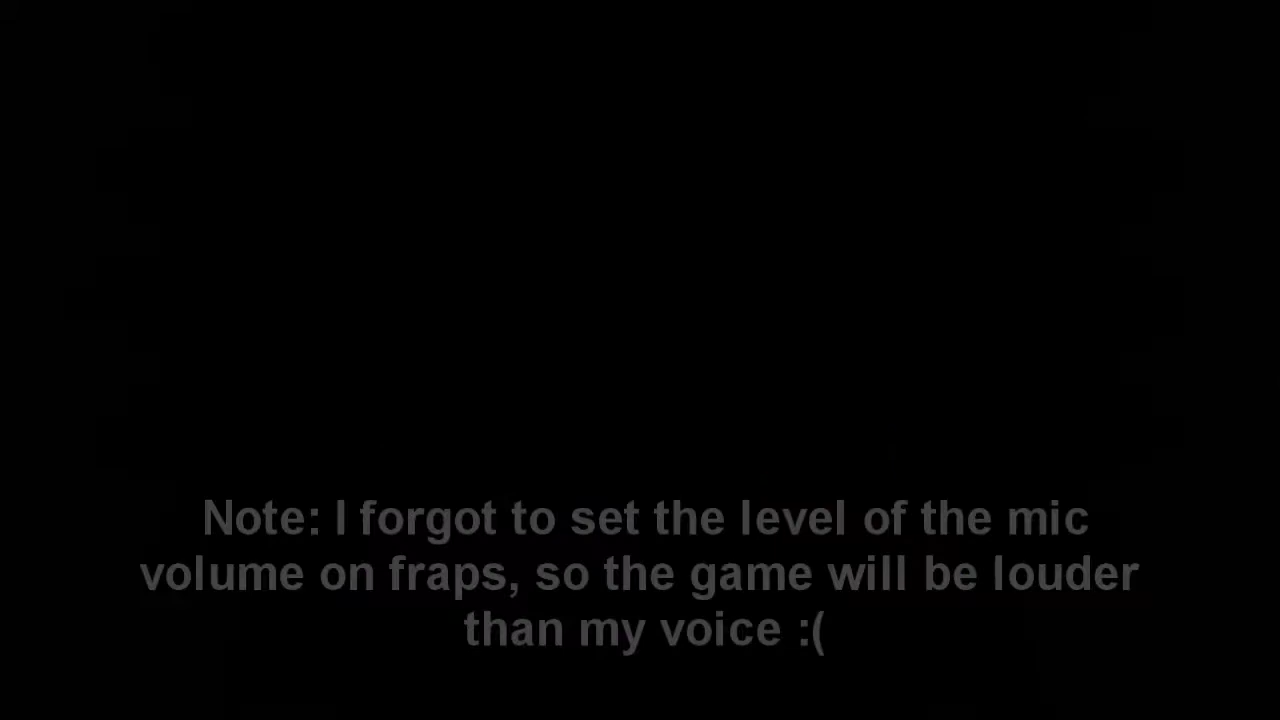 Note: I forgot to set the level of the mic
volume on fraps, so the game will be louder
than my voice :(